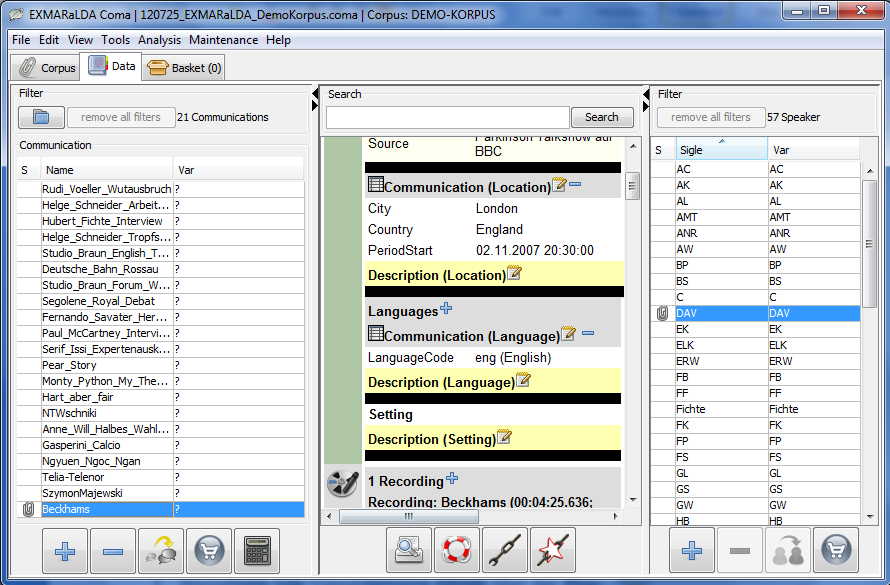 EXMARaLDA Coma | 120725_EXMARaLDA_DemoKorpus.coma | Corpus: DEMO-KORPUS
File Edit View Tools Analysis Maintenance Help
Corpus Data Basket (0)
Filter
remove all filters 21 Communications
Communication
S Name Var
Rudi_Voeller_Wutausbruch ?
Helge_Schneider_Arbeit... ?
Hubert_Fichte_Interview ?
Helge_Schneider_Tropfs... ?
Studio_Braun_English_T... ?
Deutsche_Bahn_Rossau ?
Studio_Braun_Forum_W... ?
Segolene_Royal_Debat ?
Fernando_Savater_Her... ?
Paul_McCartney_Intervi... ?
Serif_Issi_Expertenausk... ?
Pear_Story ?
Monty_Python_My_The... ?
Hart_aber_fair ?
NTWschniki ?
Anne_Will_Halbes_Wahl... ?
Gasperini_Calcio ?
Ngyuen_Ngoc_Ngan ?
Telia-Telenor ?
SzymonMajewski ?
Beckhams ?
Search
Search
Source Parkinson Talkshow auf
BBC
Communication (Location)
City London
Country England
PeriodStart 02.11.2007 20:30:00
Description (Location)
Languages
Communication (Language)
LanguageCode eng (English)
Description (Language)
Setting
Description (Setting)
1 Recording
Recording: Beckhams (00:04:25.636;
Filter
remove all filters 57 Speaker
S Sigle Var
AC AC
AK AK
AL AL
AMT AMT
ANR ANR
AW AW
BP BP
BS BS
C C
DAV DAV
EK EK
ELK ELK
ERW ERW
FB FB
FF FF
Fichte Fichte
FK FK
FP FP
FS FS
GL GL
GS GS
GW GW
HB HB